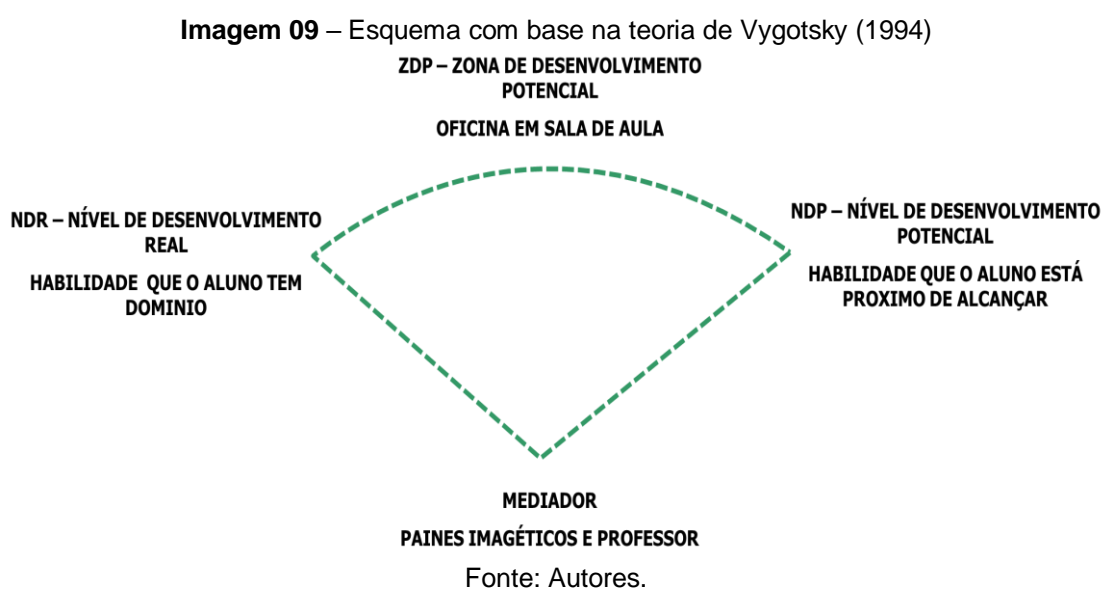 Imagem 09 – Esquema com base na teoria de Vygotsky (1994)
ZDP – ZONA DE DESENVOLVIMENTO
POTENCIAL
OFICINA EM SALA DE AULA
NDR – NÍVEL DE DESENVOLVIMENTO
REAL
HABILIDADE QUE O ALUNO TEM
DOMINIO
NDP – NÍVEL DE DESENVOLVIMENTO
POTENCIAL
HABILIDADE QUE O ALUNO ESTÁ
PROXIMO DE ALCANÇAR
MEDIADOR
PAINES IMAGÉTICOS E PROFESSOR
Fonte: Autores.